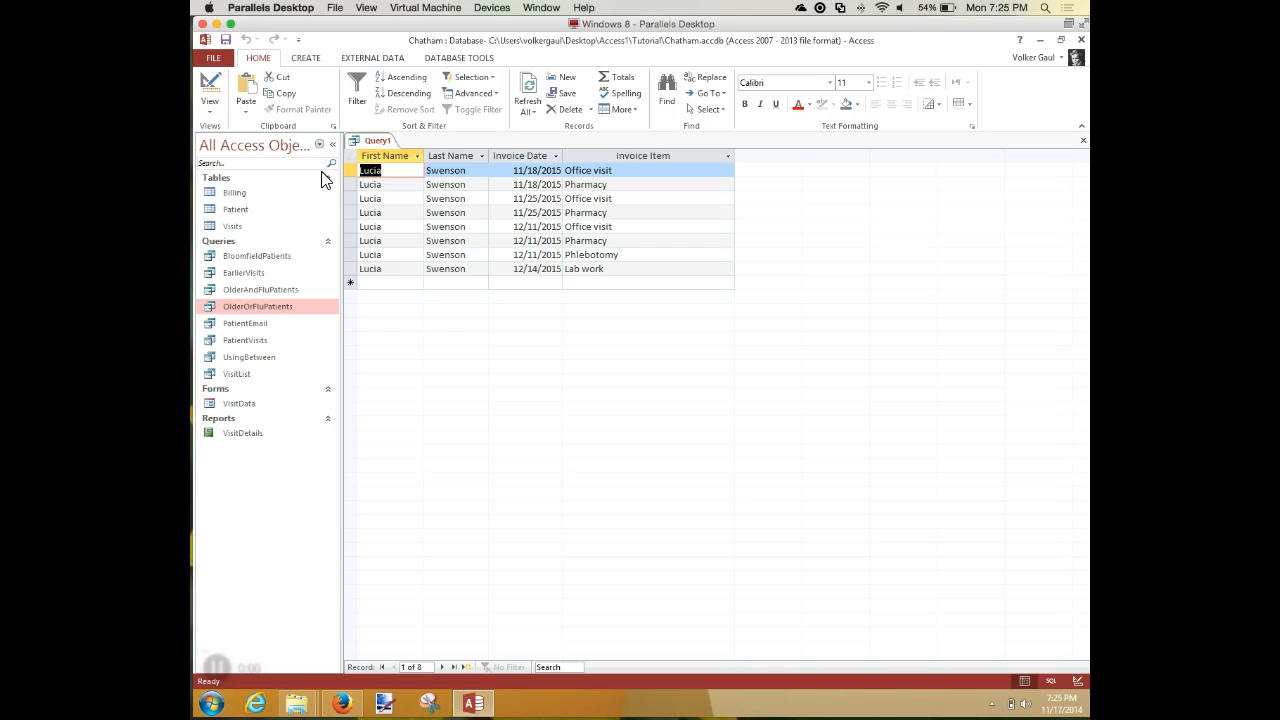 Parallels Desktop File View Virtual Machine Devices Window Help 54% Mon 7:25 PM
Windows 8 - Parallels Desktop
Chatham : Database- C:\Users\volkergaul\Desktop\Access1\Tutorial\Chatham.accdb (Access 2007 - 2013 file format) - Access
FILE HOME CREATE EXTERNAL DATA DATABASE TOOLS Volker Gaul
View Paste Cut Copy Format Painter Filter Ascending Descending Remove Sort Selection Advanced Toggle Filter Refresh All New Save Delete Totals Spelling More Find Replace Go To Select Calibri 11 B I U A
Views Clipboard Sort & Filter Records Find Text Formatting
All Access Obje...
Search...
Tables
Billing
Patient
Visits
Queries
BloomfieldPatients
EarlierVisits
OlderAndFluPatients
OlderOrFluPatients
PatientEmail
PatientVisits
UsingBetween
VisitList
Forms
VisitData
Reports
VisitDetails
Query1
First Name Last Name Invoice Date Invoice Item
Lucia Swenson 11/18/2015 Office visit
Lucia Swenson 11/18/2015 Pharmacy
Lucia Swenson 11/25/2015 Office visit
Lucia Swenson 11/25/2015 Pharmacy
Lucia Swenson 12/11/2015 Office visit
Lucia Swenson 12/11/2015 Pharmacy
Lucia Swenson 12/11/2015 Phlebotomy
Lucia Swenson 12/14/2015 Lab work
Record: 1 of 8 No Filter Search
0:00
Ready SQL
7:25 PM
11/17/2014